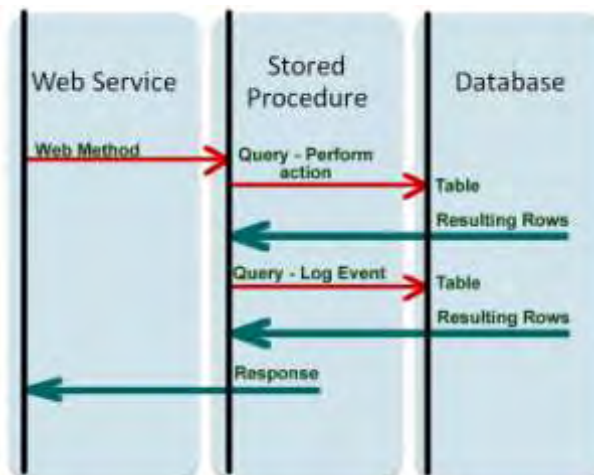 Web Service
Stored
Procedure
Database
Web Method
Query - Perform
action
Table
Resulting Rows
Query - Log Event
Table
Resulting Rows
Response